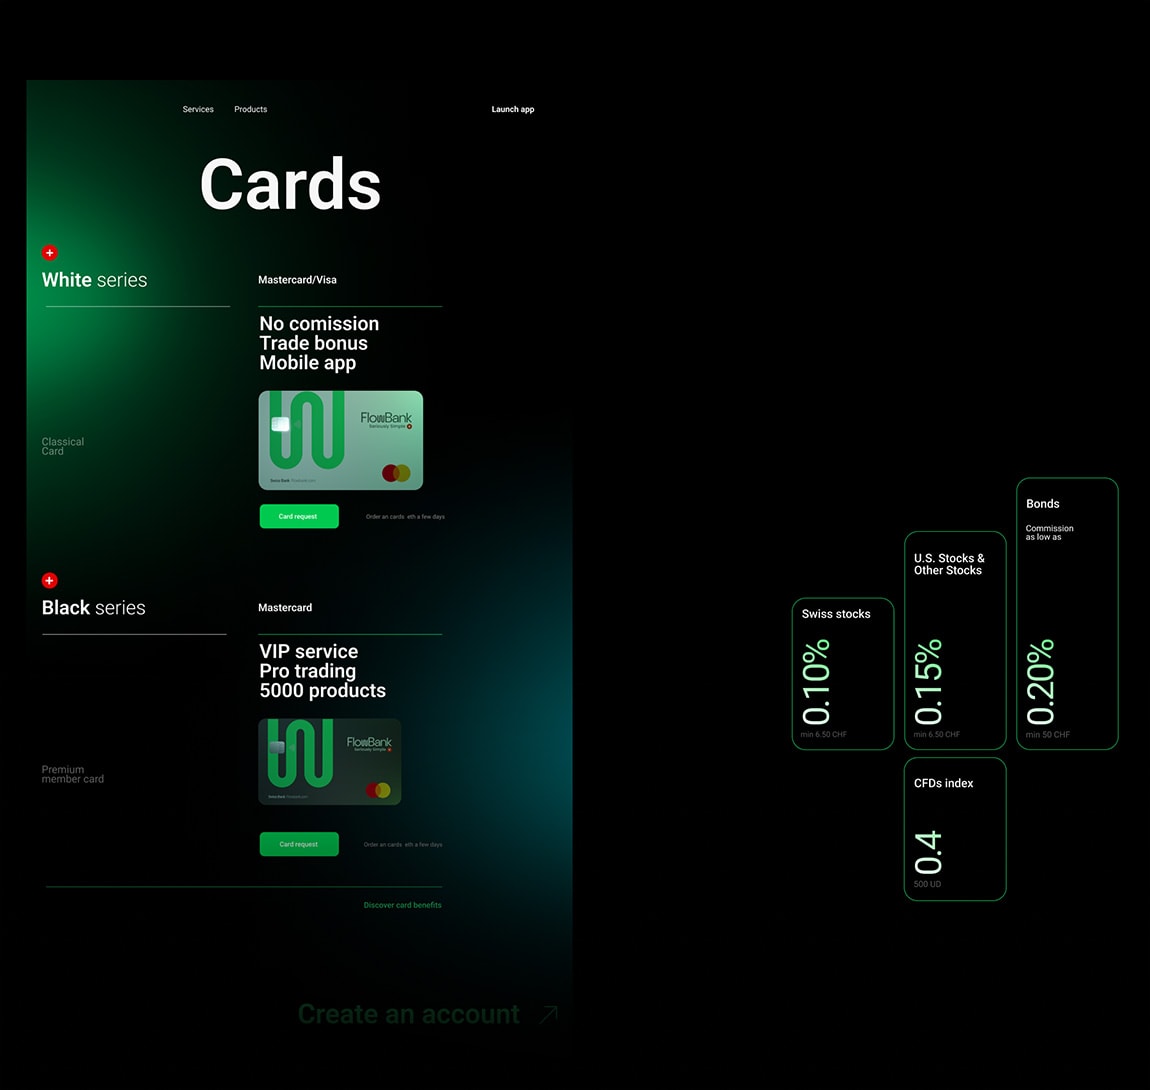 Services
Products
Launch app
Cards
White series
Mastercard/Visa
No comission
Trade bonus
Mobile app
Classical
Card
FlowBank
Seriously Simple
Swiss Bank
Card request
Order an cards eth a few days
Black series
Mastercard
VIP service
Pro trading
5000 products
Premium
member card
FlowBank
Seriously Simple
Swiss Bank
Card request
Order an cards eth a few days
Discover card benefits
Create an account
Bonds
Commission
as low as
0.20%
min 50 CHF
U.S. Stocks &
Other Stocks
0.15%
min 6.50 CHF
Swiss stocks
0.10%
min 6.50 CHF
CFDs index
0.4
500 UD